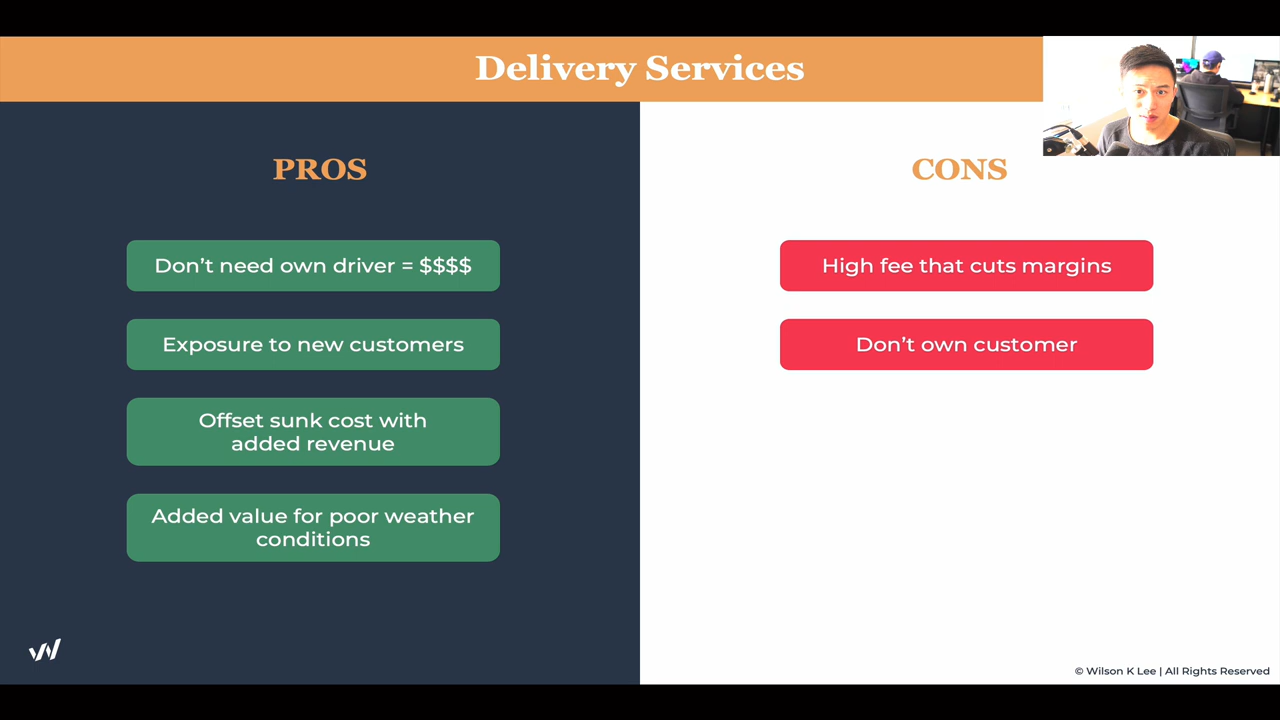 Delivery Services
PROS
Don’t need own driver = $$$$
Exposure to new customers
Offset sunk cost with
added revenue
Added value for poor weather
conditions
CONS
High fee that cuts margins
Don’t own customer
© Wilson K Lee | All Rights Reserved